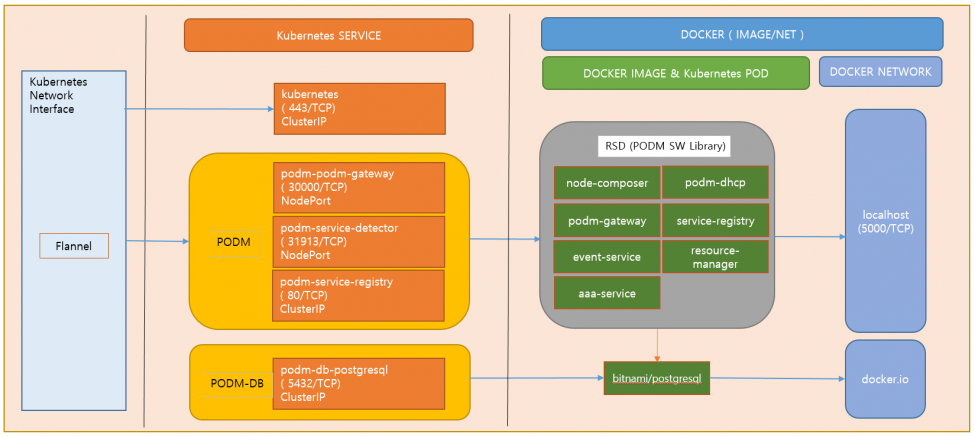 Kubernetes SERVICE
DOCKER ( IMAGE/NET )
DOCKER IMAGE & Kubernetes POD
DOCKER NETWORK
Kubernetes
Network
Interface
Flannel
kubernetes
( 443/TCP)
ClusterIP
PODM
podm-podm-gateway
( 30000/TCP)
NodePort
podm-service-detector
( 31913/TCP)
NodePort
podm-service-registry
( 80/TCP)
ClusterIP
PODM-DB
podm-db-postgresql
( 5432/TCP)
ClusterIP
RSD (PODM SW Library)
node-composer
podm-dhcp
podm-gateway
service-registry
event-service
resource-
manager
aaa-service
bitnami/postgresql
localhost
(5000/TCP)
docker.io